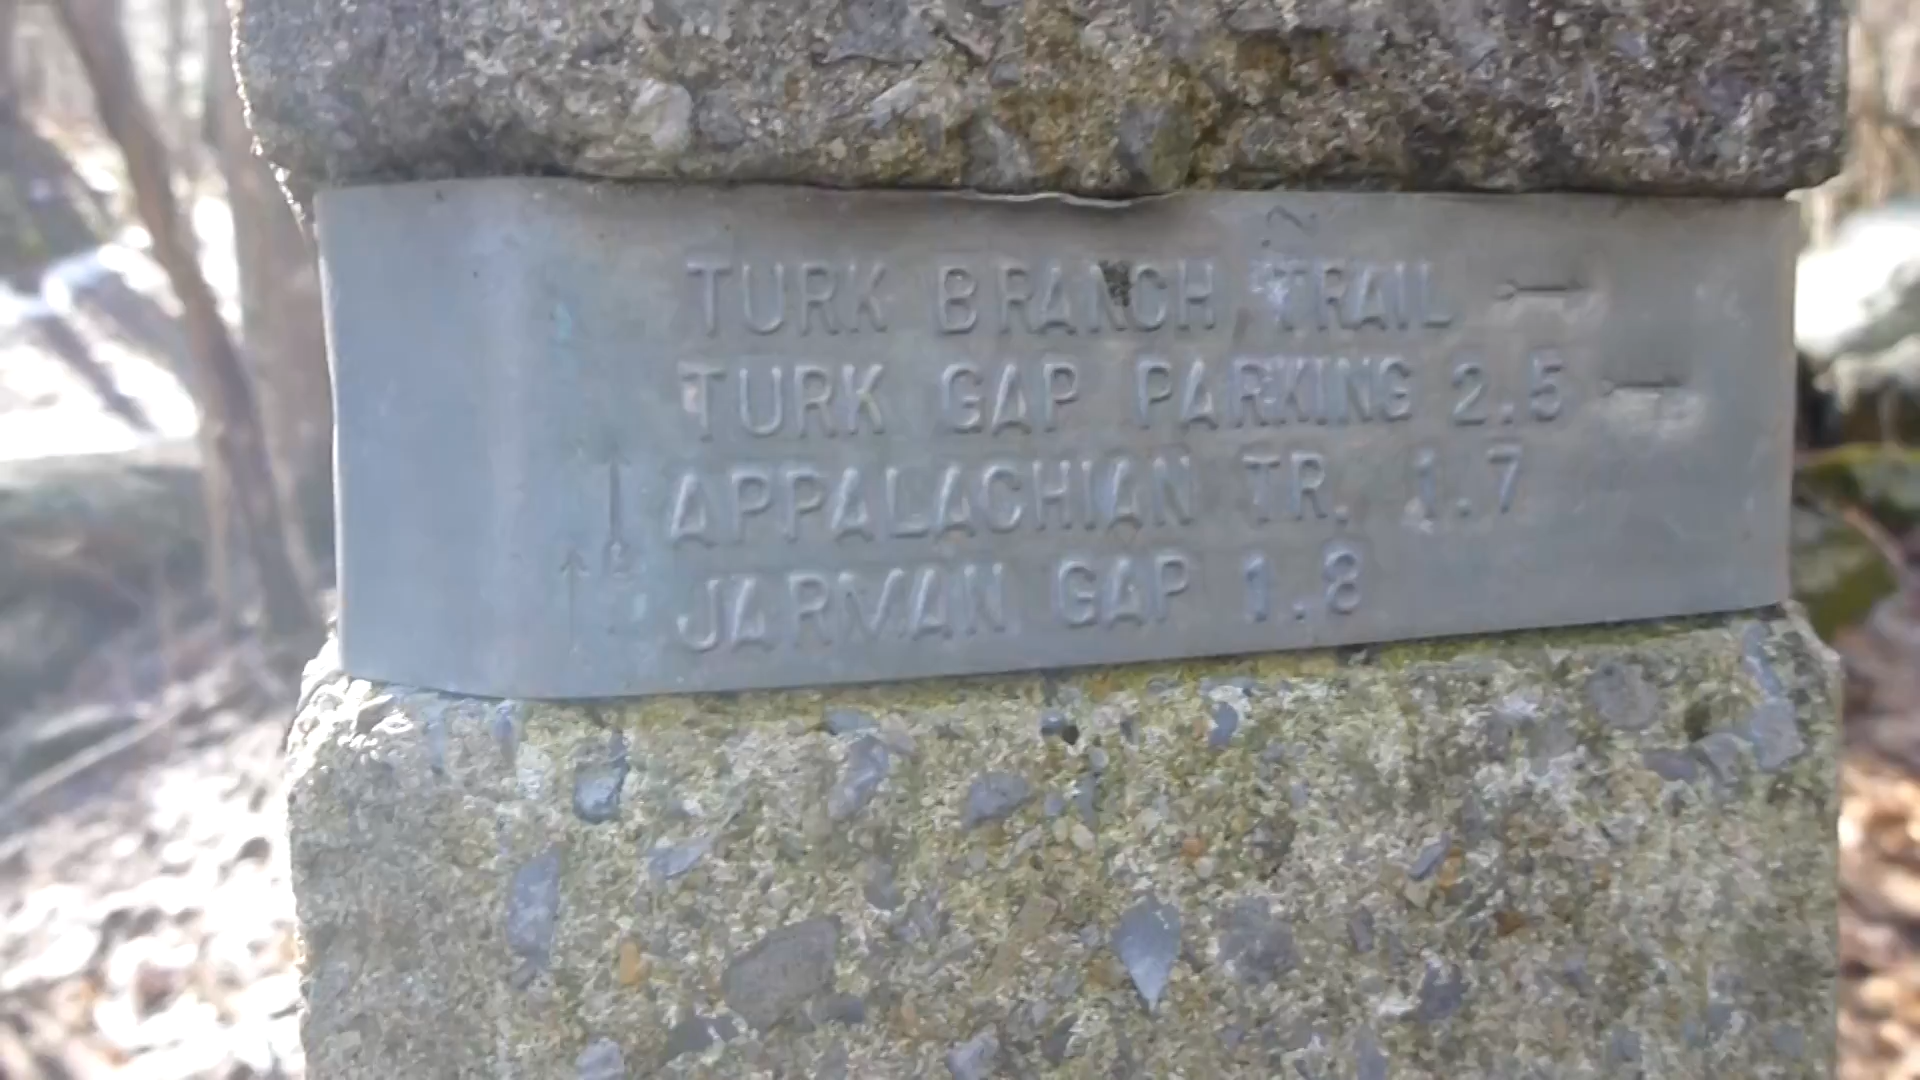 TURK BRANCH TRAIL
TURK GAP PARKING 2.5
APPALACHIAN TR. 1.7
JARMAN GAP 1.8